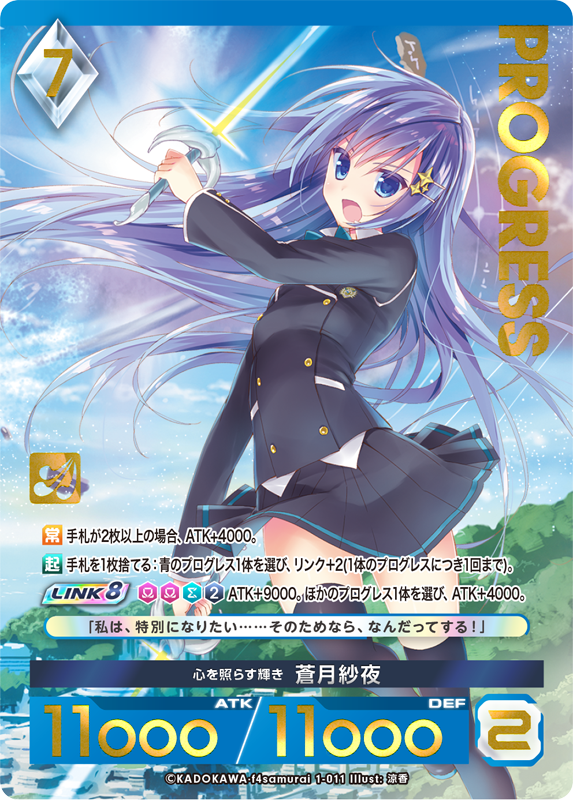 7
PROGRESS
常 手札が2枚以上の場合、ATK+4000。
起 手札を1枚捨てる：青のプログレス1体を選び、リンク+2(1体のプログレスにつき1回まで)。
LINK 8 Ω Ω Σ 2 ATK+9000。ほかのプログレス1体を選び、ATK+4000。
「私は、特別になりたい……そのためなら、なんだってする！」
心を照らす輝き 蒼月紗夜
ATK DEF
11000 / 11000 2
©KADOKAWA-f4samurai 1-011 Illust: 涼香